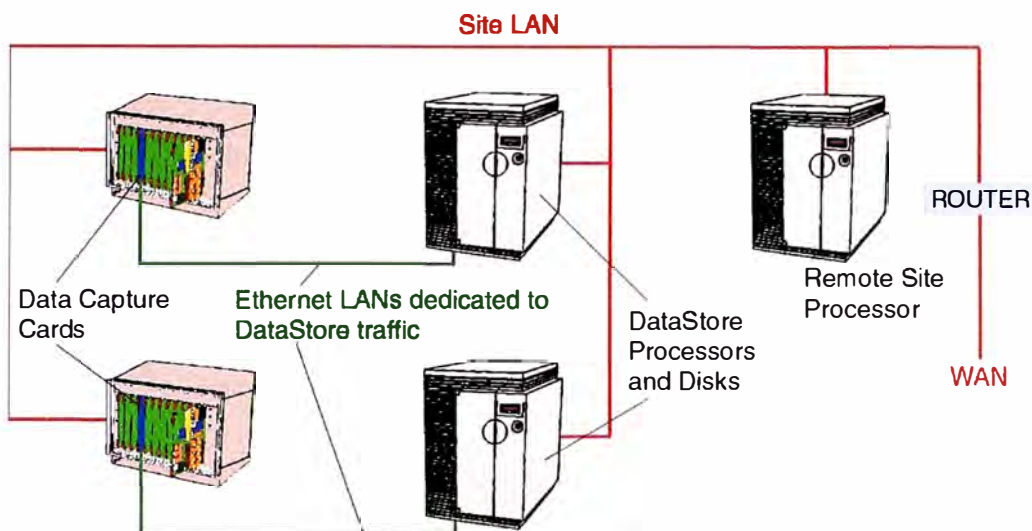 Site LAN
ROUTER
Remote Site
Processor
Data Capture
Cards
Ethernet LANs dedicated to
DataStore traffic
DataStore
Processors
and Disks
WAN